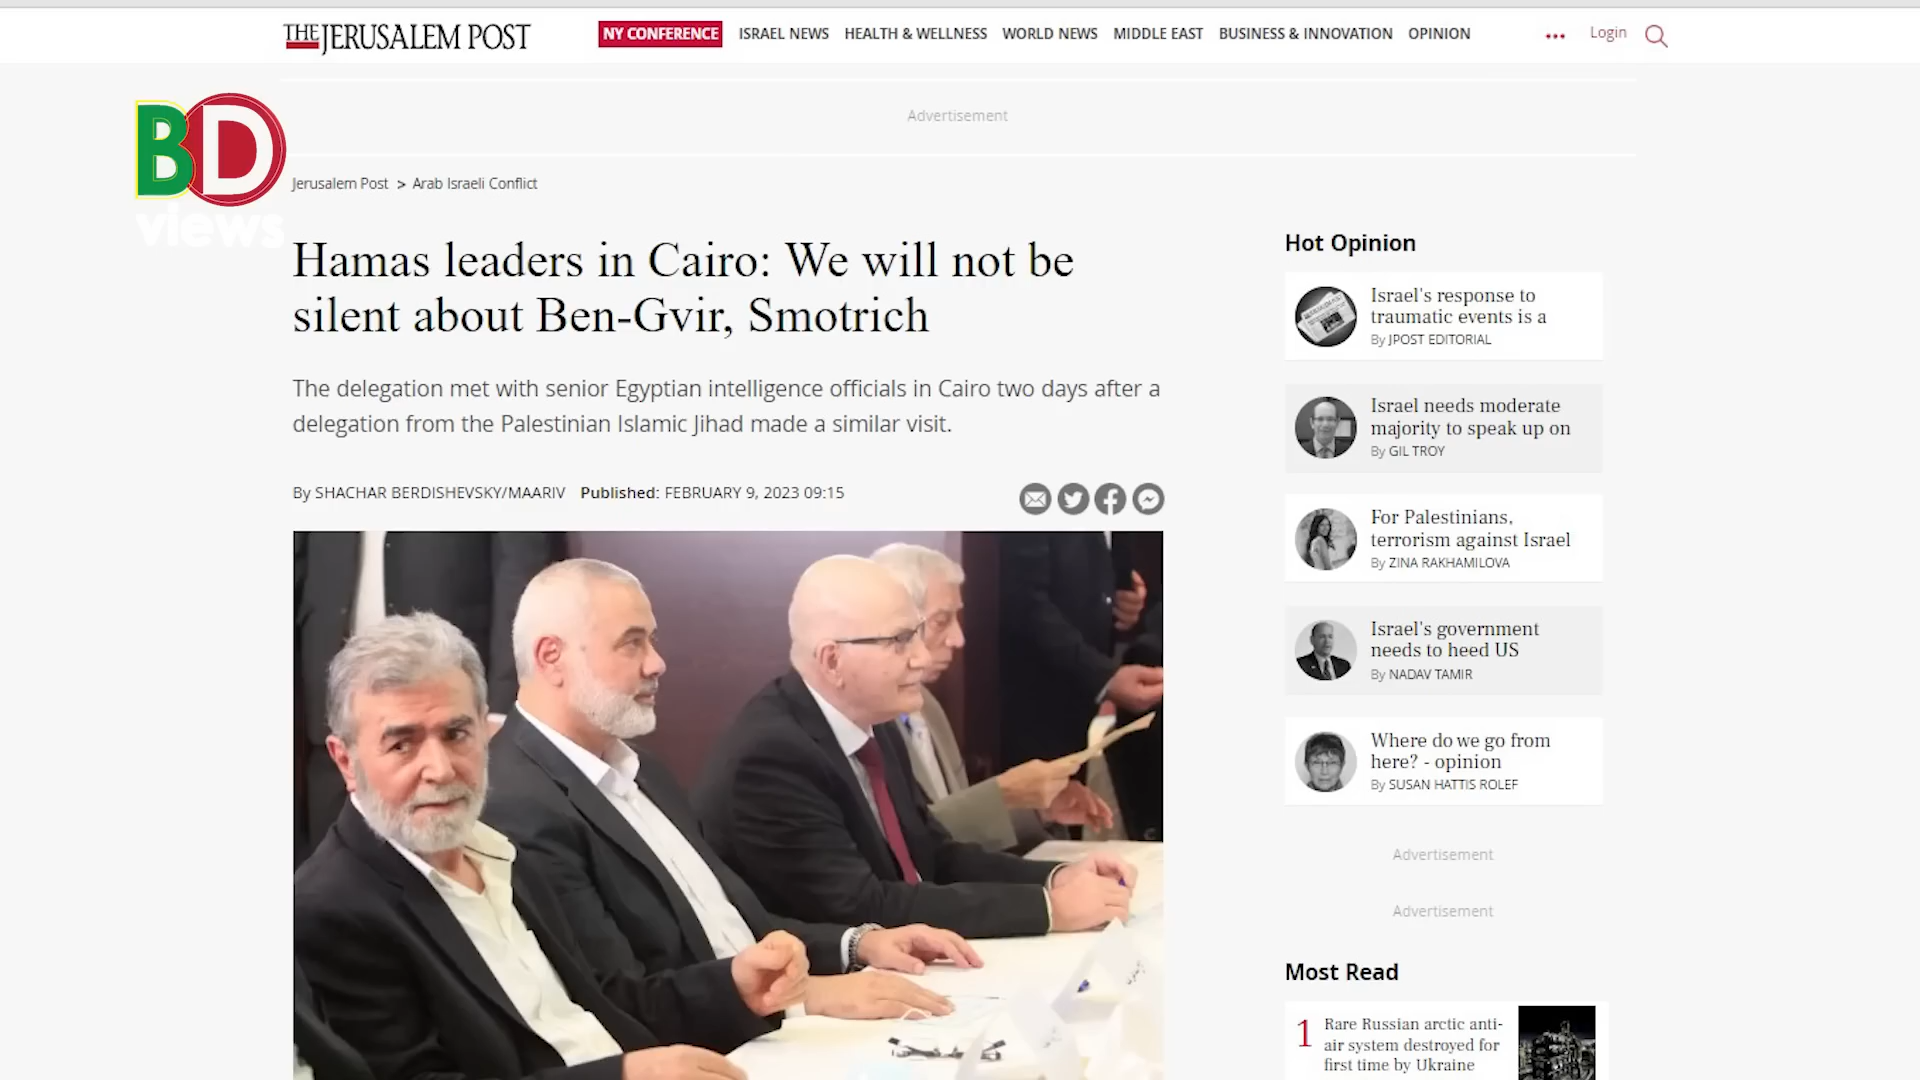 THE JERUSALEM POST
NY CONFERENCE ISRAEL NEWS HEALTH & WELLNESS WORLD NEWS MIDDLE EAST BUSINESS & INNOVATION OPINION
Login
Advertisement
BD
views
Jerusalem Post > Arab Israeli Conflict
Hamas leaders in Cairo: We will not be
silent about Ben-Gvir, Smotrich
The delegation met with senior Egyptian intelligence officials in Cairo two days after a
delegation from the Palestinian Islamic Jihad made a similar visit.
By SHACHAR BERDISHEVSKY/MAARIV Published: FEBRUARY 9, 2023 09:15
Hot Opinion
Israel's response to
traumatic events is a
By JPOST EDITORIAL
Israel needs moderate
majority to speak up on
By GIL TROY
For Palestinians,
terrorism against Israel
By ZINA RAKHAMILOVA
Israel's government
needs to heed US
By NADAV TAMIR
Where do we go from
here? - opinion
By SUSAN HATTIS ROLEF
Advertisement
Advertisement
Most Read
1
Rare Russian arctic anti-
air system destroyed for
first time by Ukraine